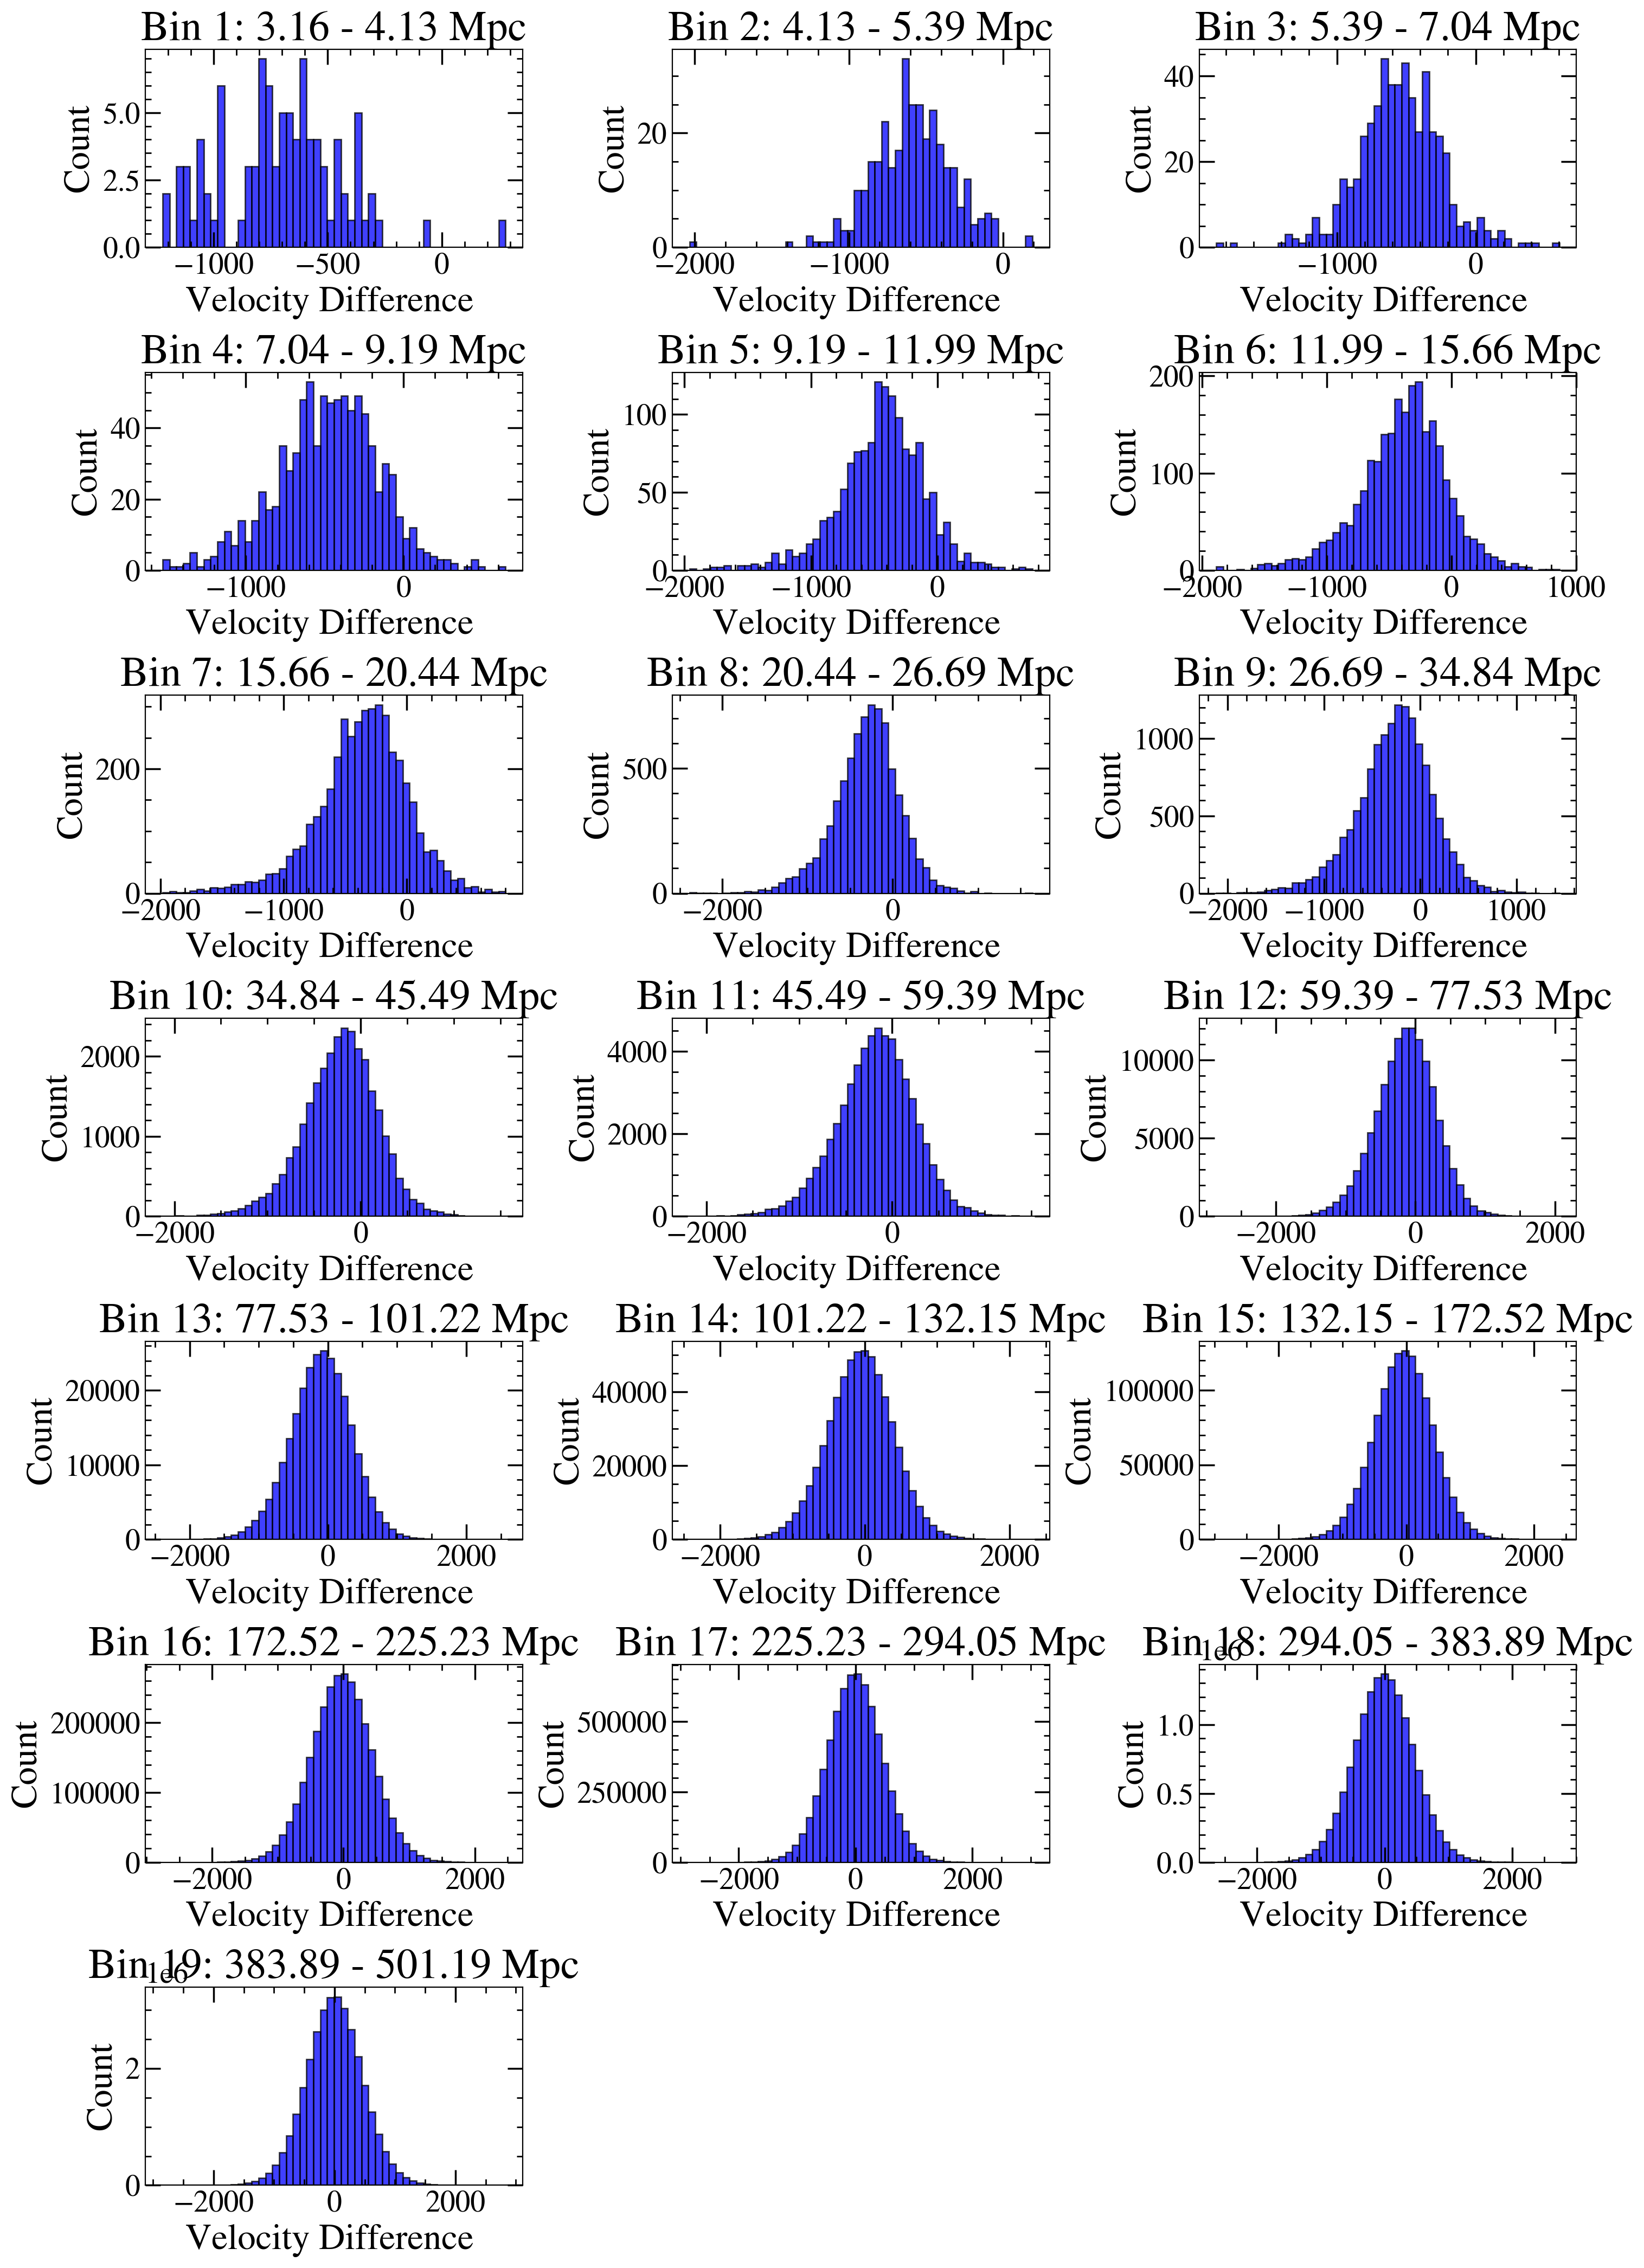 Bin 1: 3.16 - 4.13 Mpc
Count
5.0
2.5
0.0
−1000
−500
0
Velocity Difference
Bin 2: 4.13 - 5.39 Mpc
Count
20
0
−2000
−1000
0
Velocity Difference
Bin 3: 5.39 - 7.04 Mpc
Count
40
20
0
−1000
0
Velocity Difference
Bin 4: 7.04 - 9.19 Mpc
Count
40
20
0
−1000
0
Velocity Difference
Bin 5: 9.19 - 11.99 Mpc
Count
100
50
0
−2000
−1000
0
Velocity Difference
Bin 6: 11.99 - 15.66 Mpc
Count
200
100
0
−2000
−1000
0
1000
Velocity Difference
Bin 7: 15.66 - 20.44 Mpc
Count
200
0
−2000
−1000
0
Velocity Difference
Bin 8: 20.44 - 26.69 Mpc
Count
500
0
−2000
0
Velocity Difference
Bin 9: 26.69 - 34.84 Mpc
Count
1000
500
0
−2000
−1000
0
1000
Velocity Difference
Bin 10: 34.84 - 45.49 Mpc
Count
2000
1000
0
−2000
0
Velocity Difference
Bin 11: 45.49 - 59.39 Mpc
Count
4000
2000
0
−2000
0
Velocity Difference
Bin 12: 59.39 - 77.53 Mpc
Count
10000
5000
0
−2000
0
2000
Velocity Difference
Bin 13: 77.53 - 101.22 Mpc
Count
20000
10000
0
−2000
0
2000
Velocity Difference
Bin 14: 101.22 - 132.15 Mpc
Count
40000
20000
0
−2000
0
2000
Velocity Difference
Bin 15: 132.15 - 172.52 Mpc
Count
100000
50000
0
−2000
0
2000
Velocity Difference
Bin 16: 172.52 - 225.23 Mpc
Count
200000
100000
0
−2000
0
2000
Velocity Difference
Bin 17: 225.23 - 294.05 Mpc
Count
500000
250000
0
−2000
0
2000
Velocity Difference
Bin 18: 294.05 - 383.89 Mpc
1e6
Count
1.0
0.5
0.0
−2000
0
2000
Velocity Difference
Bin 19: 383.89 - 501.19 Mpc
1e6
Count
2
0
−2000
0
2000
Velocity Difference